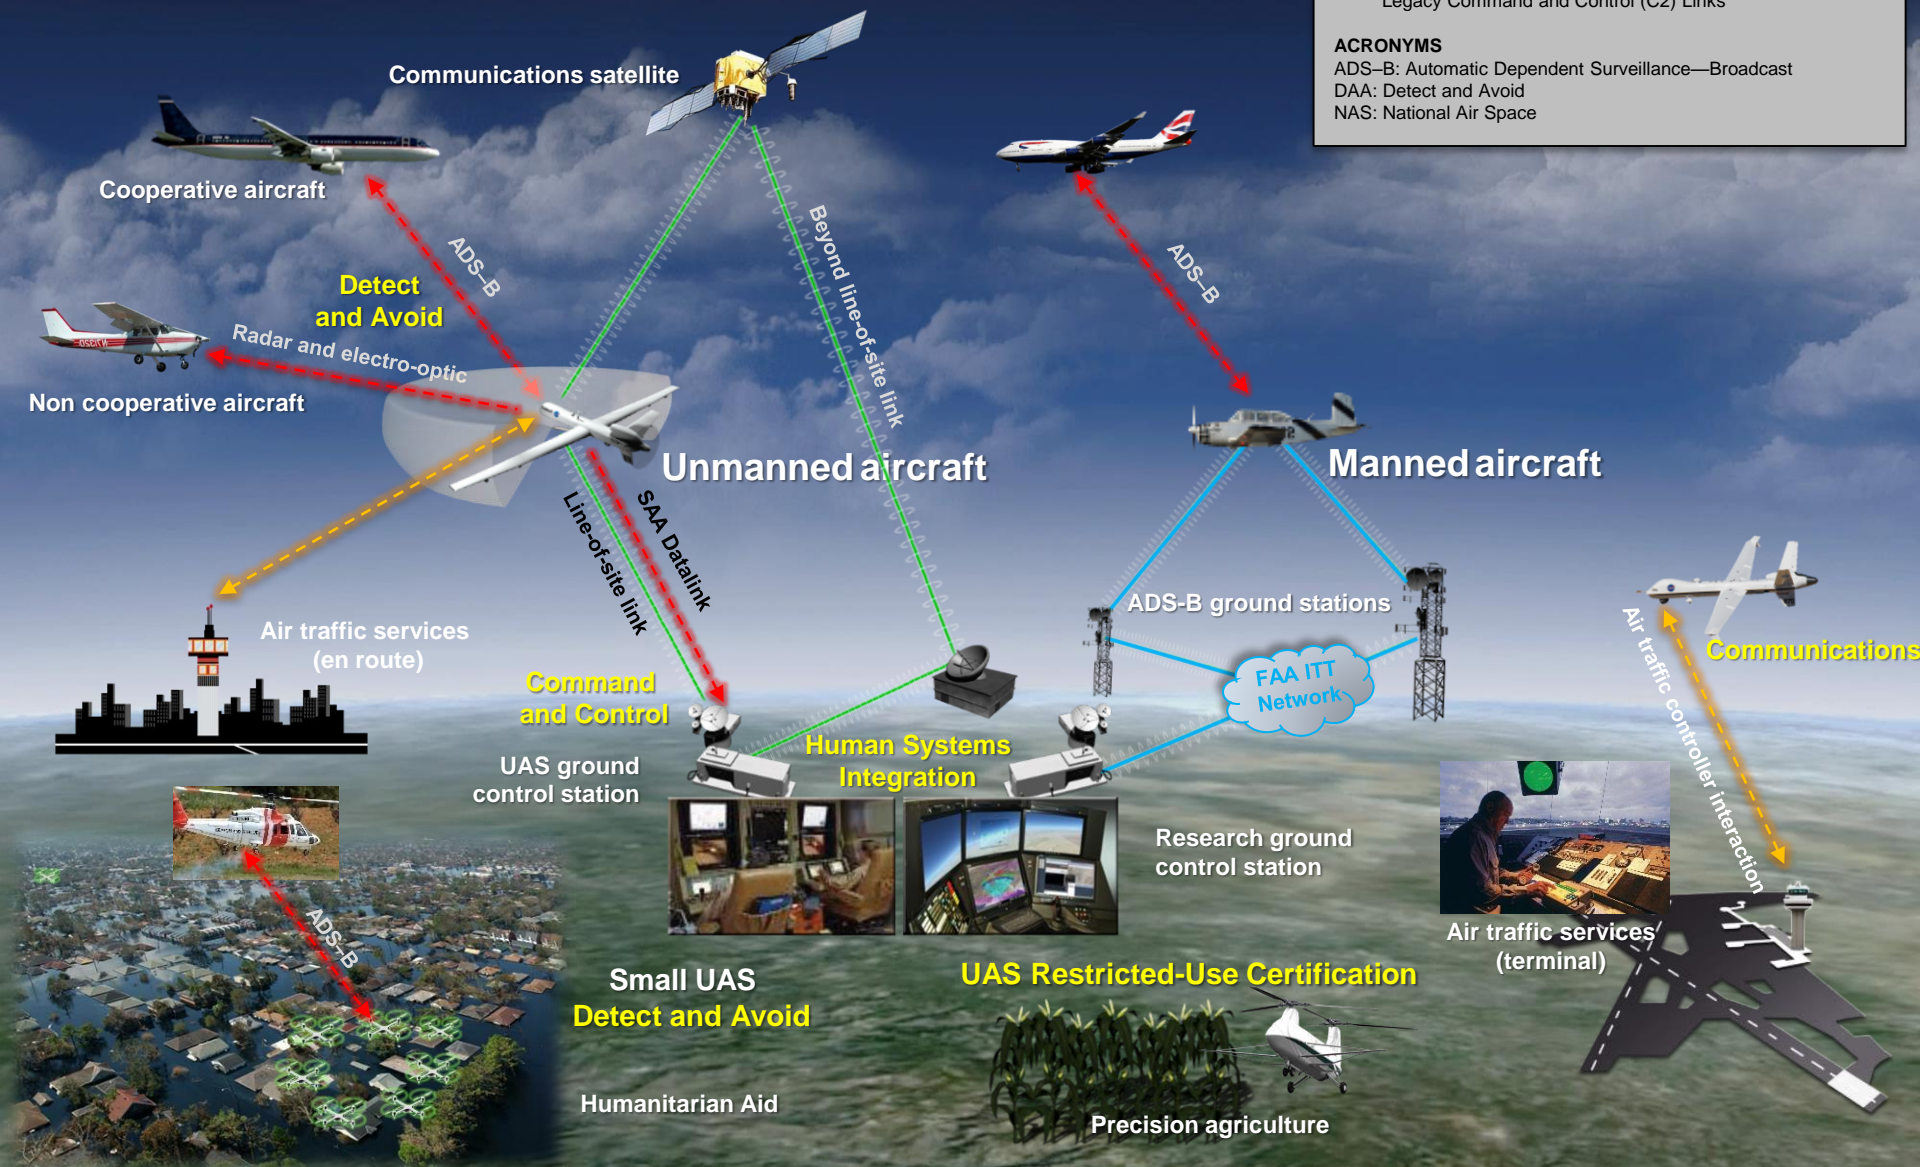 Legacy Command and Control (C2) Links
ACRONYMS
ADS–B: Automatic Dependent Surveillance—Broadcast
DAA: Detect and Avoid
NAS: National Air Space
Communications satellite
Cooperative aircraft
ADS–B
Detect
and Avoid
Radar and electro-optic
Non cooperative aircraft
Beyond line-of-site link
ADS–B
Unmanned aircraft
Manned aircraft
Line-of-site link
SAA Datalink
ADS-B ground stations
FAA ITT
Network
Air traffic services
(en route)
Command
and Control
Communications
Air traffic controller interaction
Human Systems
Integration
UAS ground
control station
Research ground
control station
ADS–B
Air traffic services
(terminal)
Small UAS
Detect and Avoid
UAS Restricted-Use Certification
Humanitarian Aid
Precision agriculture